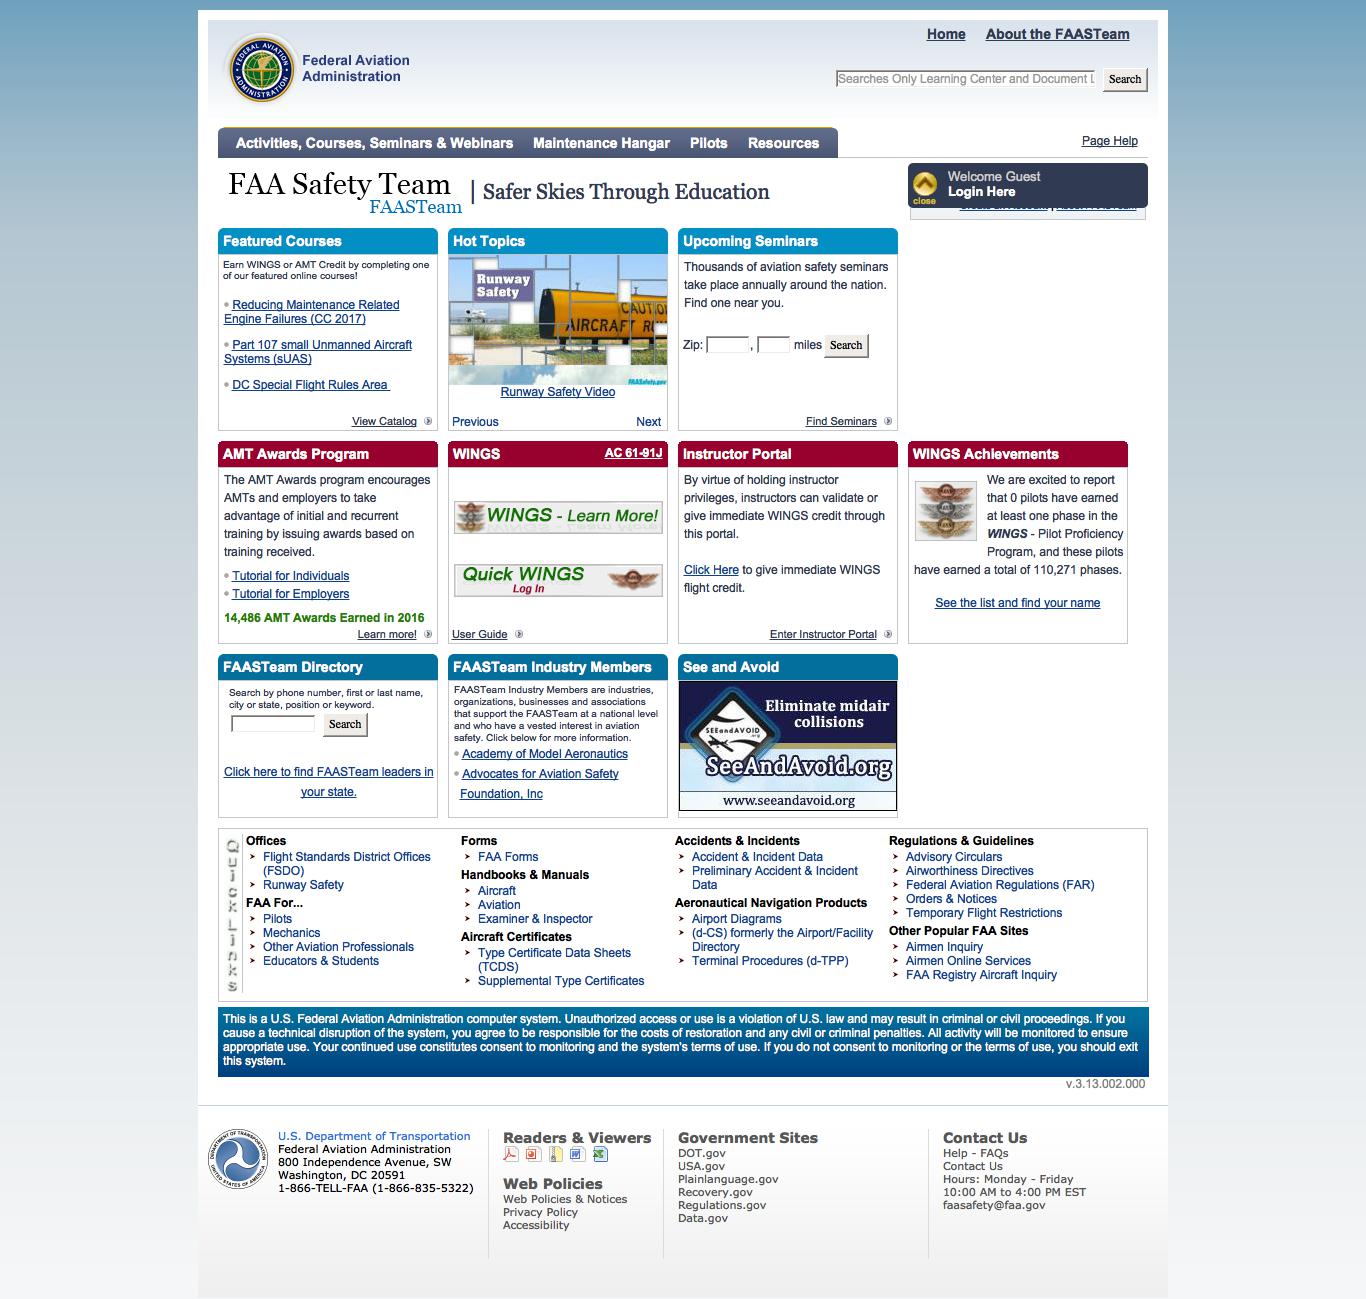 Home
About the FAASTeam
FEDERAL AVIATION ADMINISTRATION
Federal Aviation
Administration
Searches Only Learning Center and Document L
Search
Activities, Courses, Seminars & Webinars
Maintenance Hangar
Pilots
Resources
Page Help
FAA Safety Team
FAASTeam
| Safer Skies Through Education
Welcome Guest
Login Here
close
Featured Courses
Earn WINGS or AMT Credit by completing one
of our featured online courses!
Reducing Maintenance Related
Engine Failures (CC 2017)
Part 107 small Unmanned Aircraft
Systems (sUAS)
DC Special Flight Rules Area
View Catalog
Hot Topics
Runway
Safety
CAUTIO
AIRCRAFT RU
FAASafety.gov
Runway Safety Video
Previous
Next
Upcoming Seminars
Thousands of aviation safety seminars
take place annually around the nation.
Find one near you.
Zip: , miles Search
Find Seminars
AMT Awards Program
The AMT Awards program encourages
AMTs and employers to take
advantage of initial and recurrent
training by issuing awards based on
training received.
Tutorial for Individuals
Tutorial for Employers
14,486 AMT Awards Earned in 2016
Learn more!
WINGS
AC 61-91J
WINGS - Learn More!
Quick WINGS
Log In
User Guide
Instructor Portal
By virtue of holding instructor
privileges, instructors can validate or
give immediate WINGS credit through
this portal.
Click Here to give immediate WINGS
flight credit.
Enter Instructor Portal
WINGS Achievements
We are excited to report
that 0 pilots have earned
at least one phase in the
WINGS - Pilot Proficiency
Program, and these pilots
have earned a total of 110,271 phases.
See the list and find your name
FAASTeam Directory
Search by phone number, first or last name,
city or state, position or keyword.
Search
Click here to find FAASTeam leaders in
your state.
FAASTeam Industry Members
FAASTeam Industry Members are industries,
organizations, businesses and associations
that support the FAASTeam at a national level
and who have a vested interest in aviation
safety. Click below for more information.
Academy of Model Aeronautics
Advocates for Aviation Safety
Foundation, Inc
See and Avoid
Eliminate midair
collisions
SEEandAVOID
.org
SeeAndAvoid.org
www.seeandavoid.org
Quick Links
Offices
Flight Standards District Offices
(FSDO)
Runway Safety
FAA For...
Pilots
Mechanics
Other Aviation Professionals
Educators & Students
Forms
FAA Forms
Handbooks & Manuals
Aircraft
Aviation
Examiner & Inspector
Aircraft Certificates
Type Certificate Data Sheets
(TCDS)
Supplemental Type Certificates
Accidents & Incidents
Accident & Incident Data
Preliminary Accident & Incident
Data
Aeronautical Navigation Products
Airport Diagrams
(d-CS) formerly the Airport/Facility
Directory
Terminal Procedures (d-TPP)
Regulations & Guidelines
Advisory Circulars
Airworthiness Directives
Federal Aviation Regulations (FAR)
Orders & Notices
Temporary Flight Restrictions
Other Popular FAA Sites
Airmen Inquiry
Airmen Online Services
FAA Registry Aircraft Inquiry
This is a U.S. Federal Aviation Administration computer system. Unauthorized access or use is a violation of U.S. law and may result in criminal or civil proceedings. If you
cause a technical disruption of the system, you agree to be responsible for the costs of restoration and any civil or criminal penalties. All activity will be monitored to ensure
appropriate use. Your continued use constitutes consent to monitoring and the system's terms of use. If you do not consent to monitoring or the terms of use, you should exit
this system.
v.3.13.002.000
DEPARTMENT OF TRANSPORTATION
UNITED STATES OF AMERICA
U.S. Department of Transportation
Federal Aviation Administration
800 Independence Avenue, SW
Washington, DC 20591
1-866-TELL-FAA (1-866-835-5322)
Readers & Viewers
Web Policies
Web Policies & Notices
Privacy Policy
Accessibility
Government Sites
DOT.gov
USA.gov
Plainlanguage.gov
Recovery.gov
Regulations.gov
Data.gov
Contact Us
Help - FAQs
Contact Us
Hours: Monday - Friday
10:00 AM to 4:00 PM EST
faasafety@faa.gov